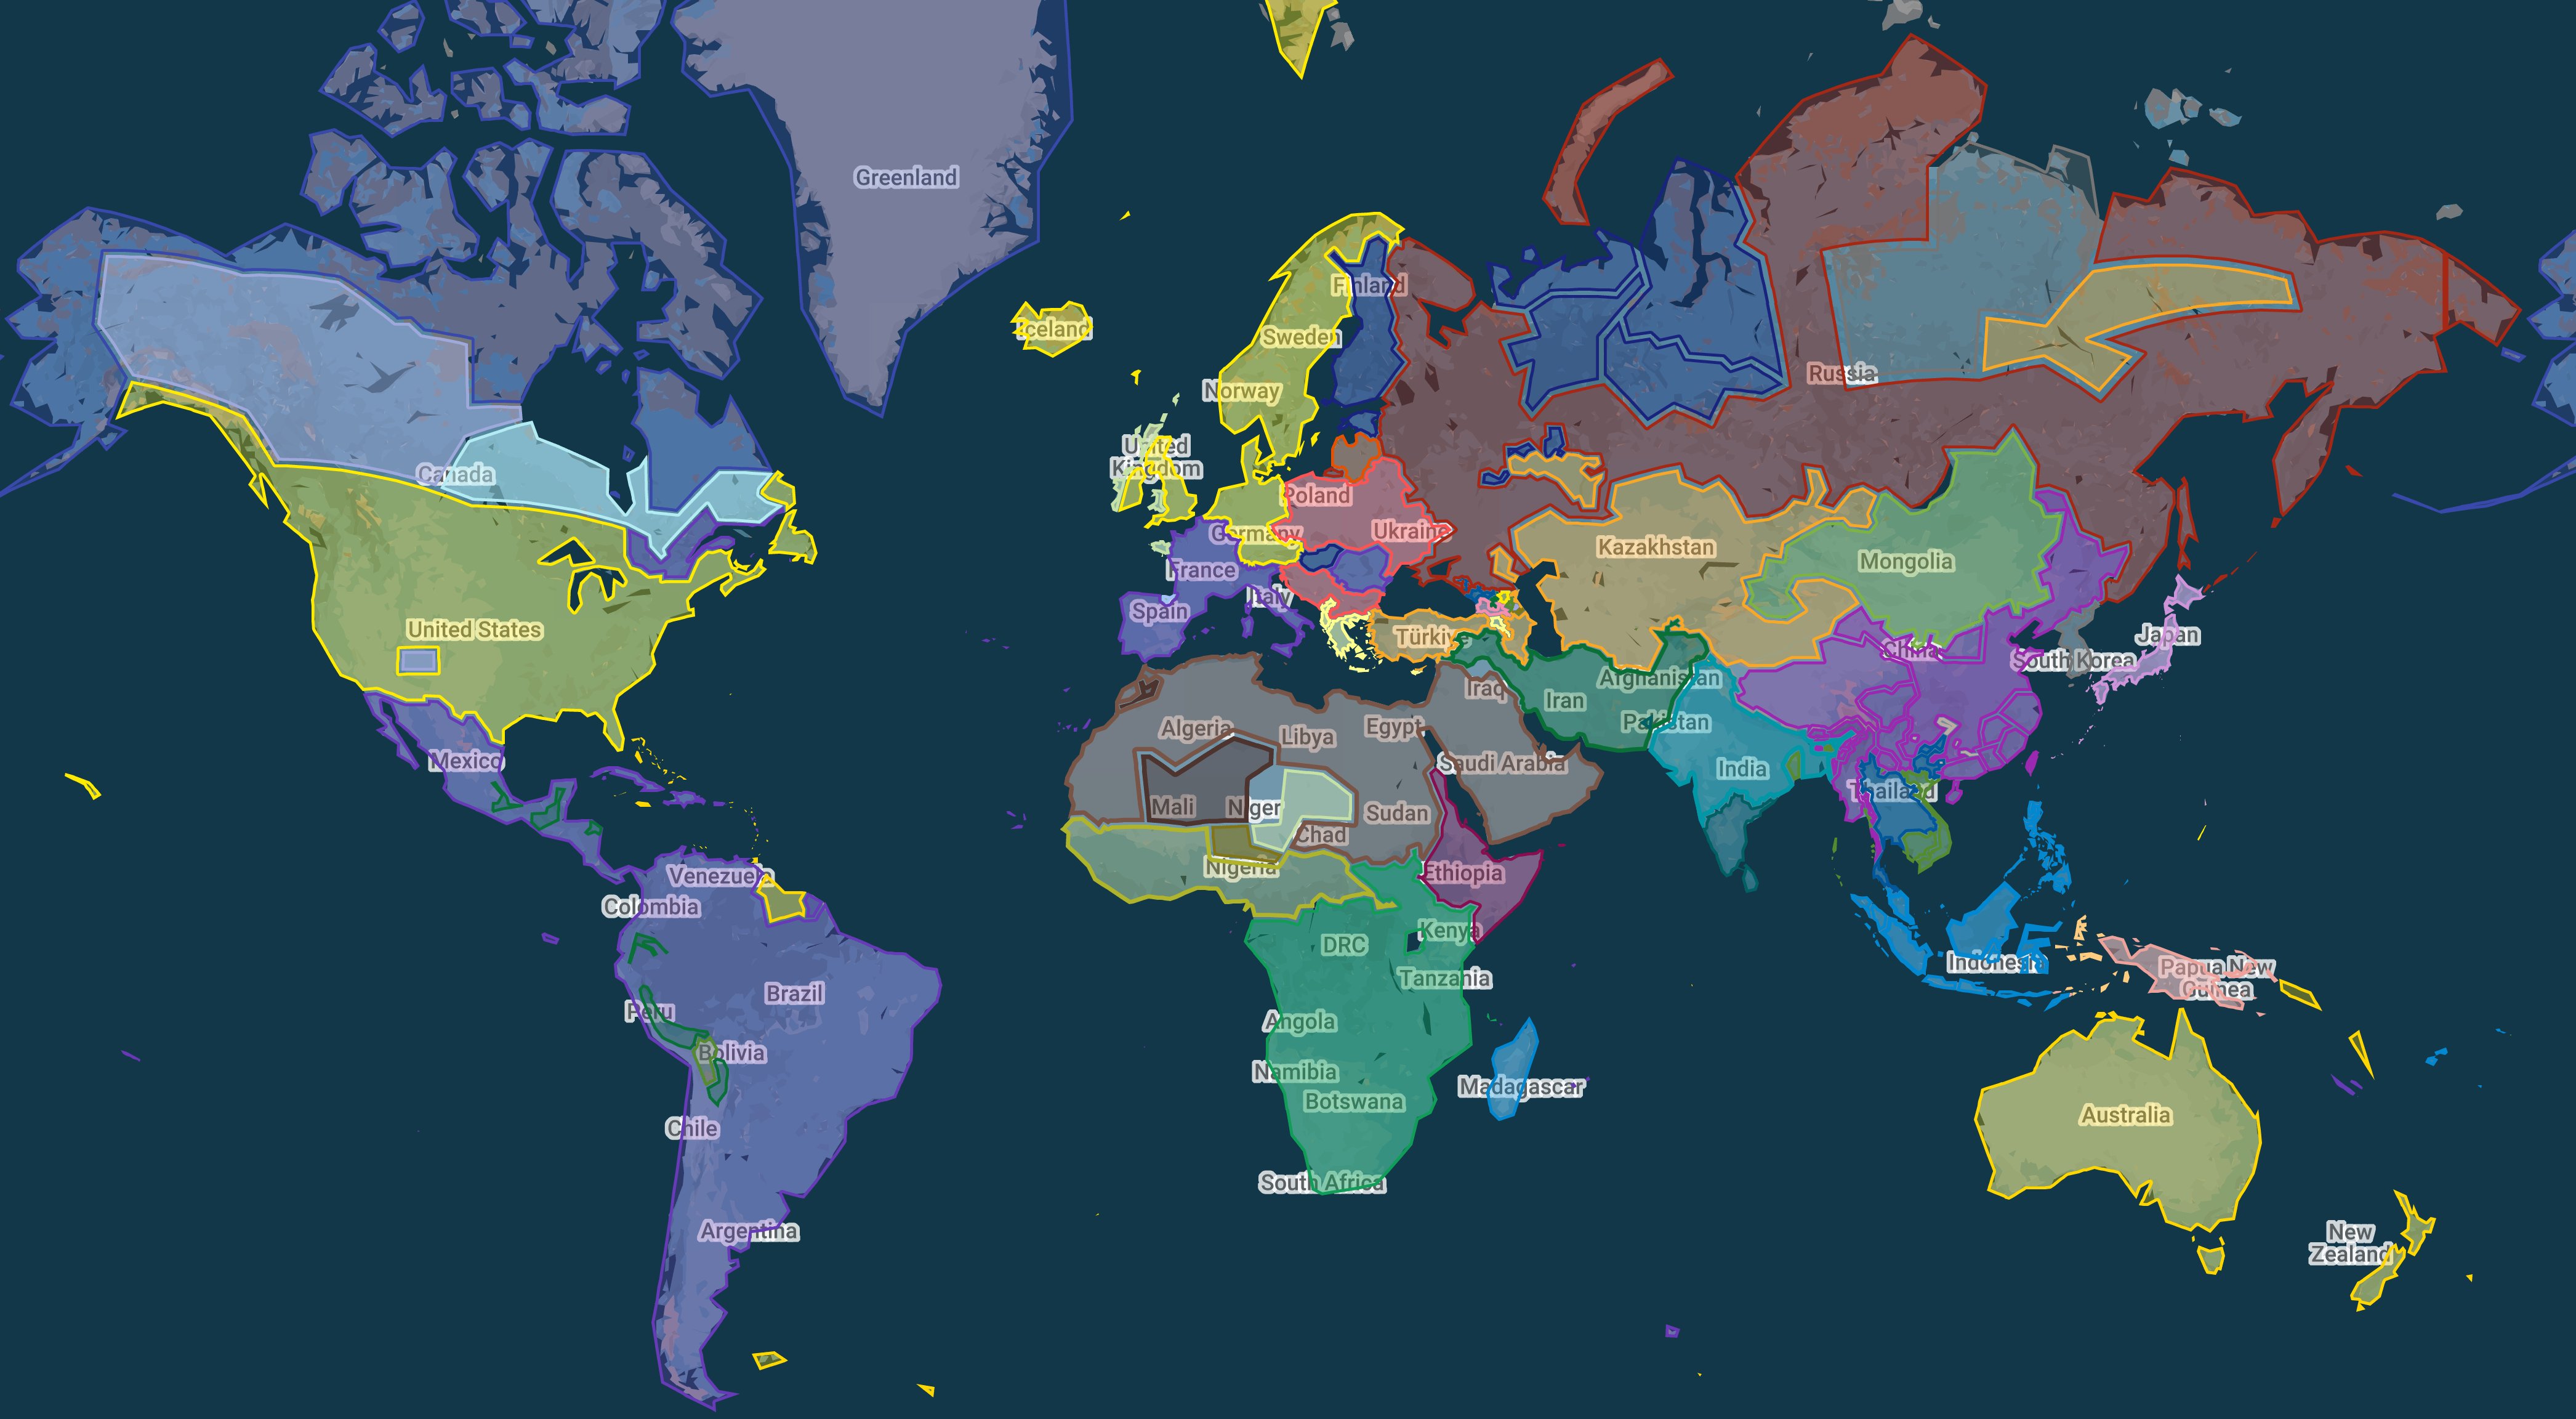 Greenland
Finland
Iceland
Sweden
Russia
Norway
United
Kingdom
Canada
Poland
Ukraine
Germany
Kazakhstan
Mongolia
France
Italy
Spain
United States
Türkiye
Japan
China
South Korea
Afghanistan
Iraq
Iran
Pakistan
Algeria
Libya
Egypt
Mexico
Saudi Arabia
India
Thailand
Mali
Niger
Sudan
Chad
Nigeria
Ethiopia
Venezuela
Colombia
Kenya
DRC
Indonesia
Papua New
Guinea
Tanzania
Brazil
Peru
Angola
Bolivia
Namibia
Madagascar
Botswana
Australia
Chile
South Africa
Argentina
New
Zealand